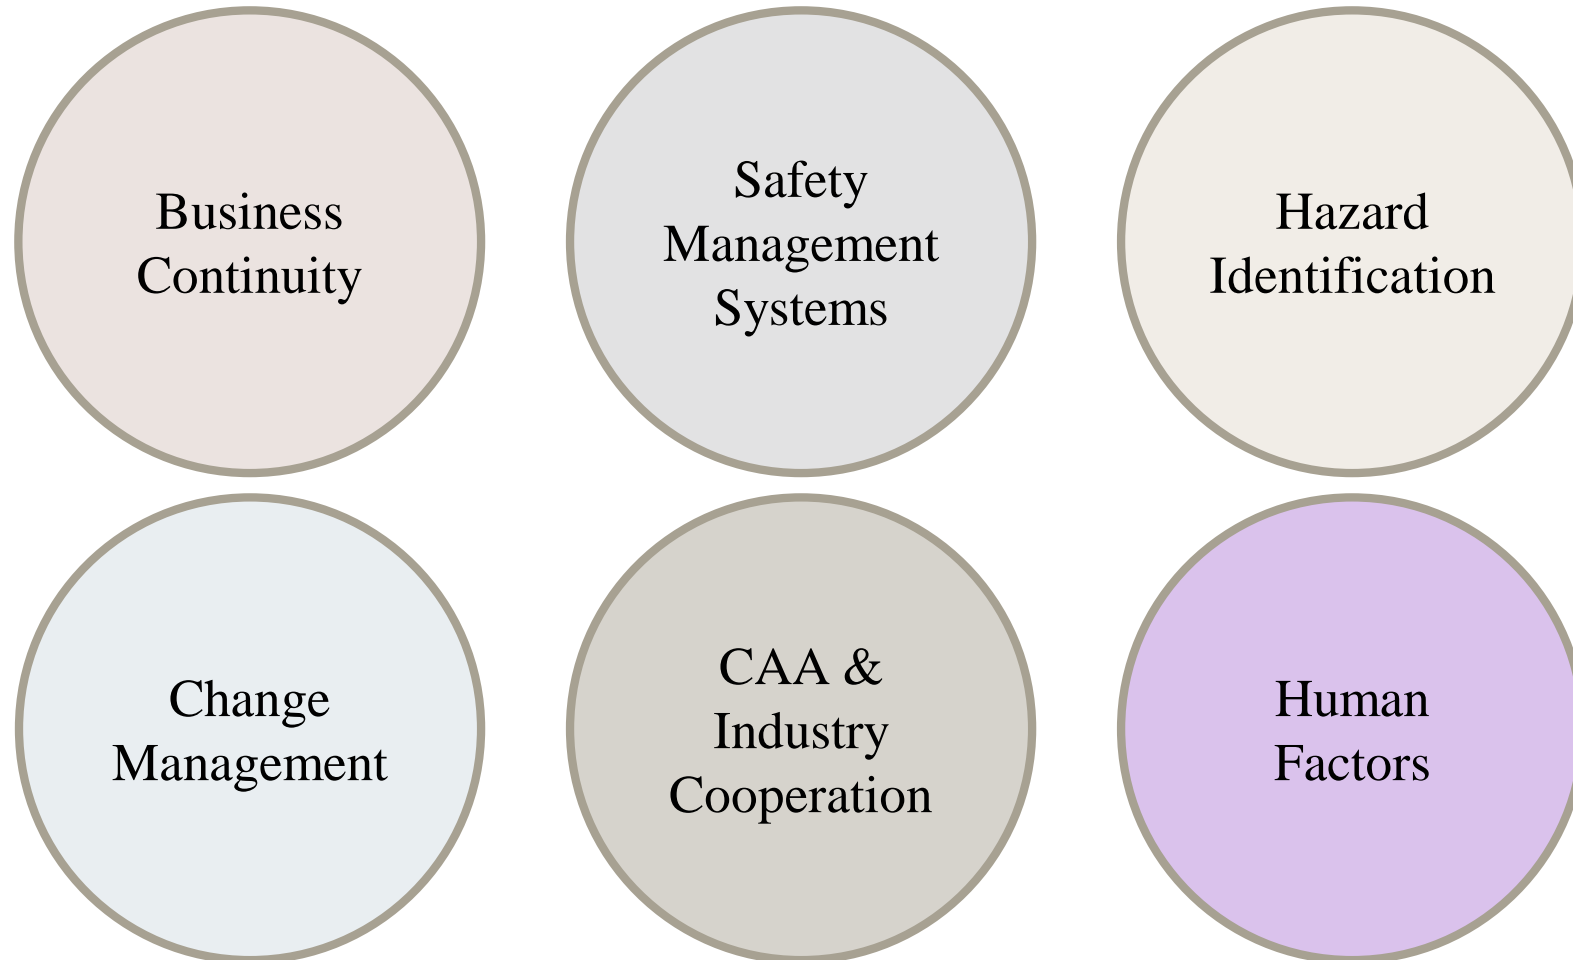 Business
Continuity
Safety
Management
Systems
Hazard
Identification
Change
Management
CAA &
Industry
Cooperation
Human
Factors